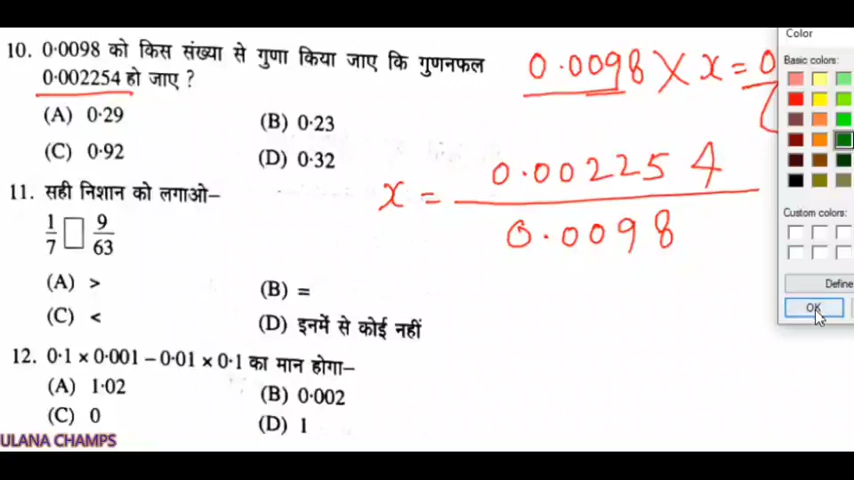 10. 0·0098 को किस संख्या से गुणा किया जाए कि गुणनफल
0·002254 हो जाए ?
(A) 0·29
(B) 0·23
(C) 0·92
(D) 0·32
11. सही निशान को लगाओ–
1/7 □ 9/63
(A) >
(B) =
(C) <
(D) इनमें से कोई नहीं
12. 0·1 × 0·001 – 0·01 × 0·1 का मान होगा–
(A) 1·02
(B) 0·002
(C) 0
(D) 1
ULANA CHAMPS
0.0098 × x = 0
x = 0.002254
0.0098
Color
Basic colors:
Custom colors:
Define
OK